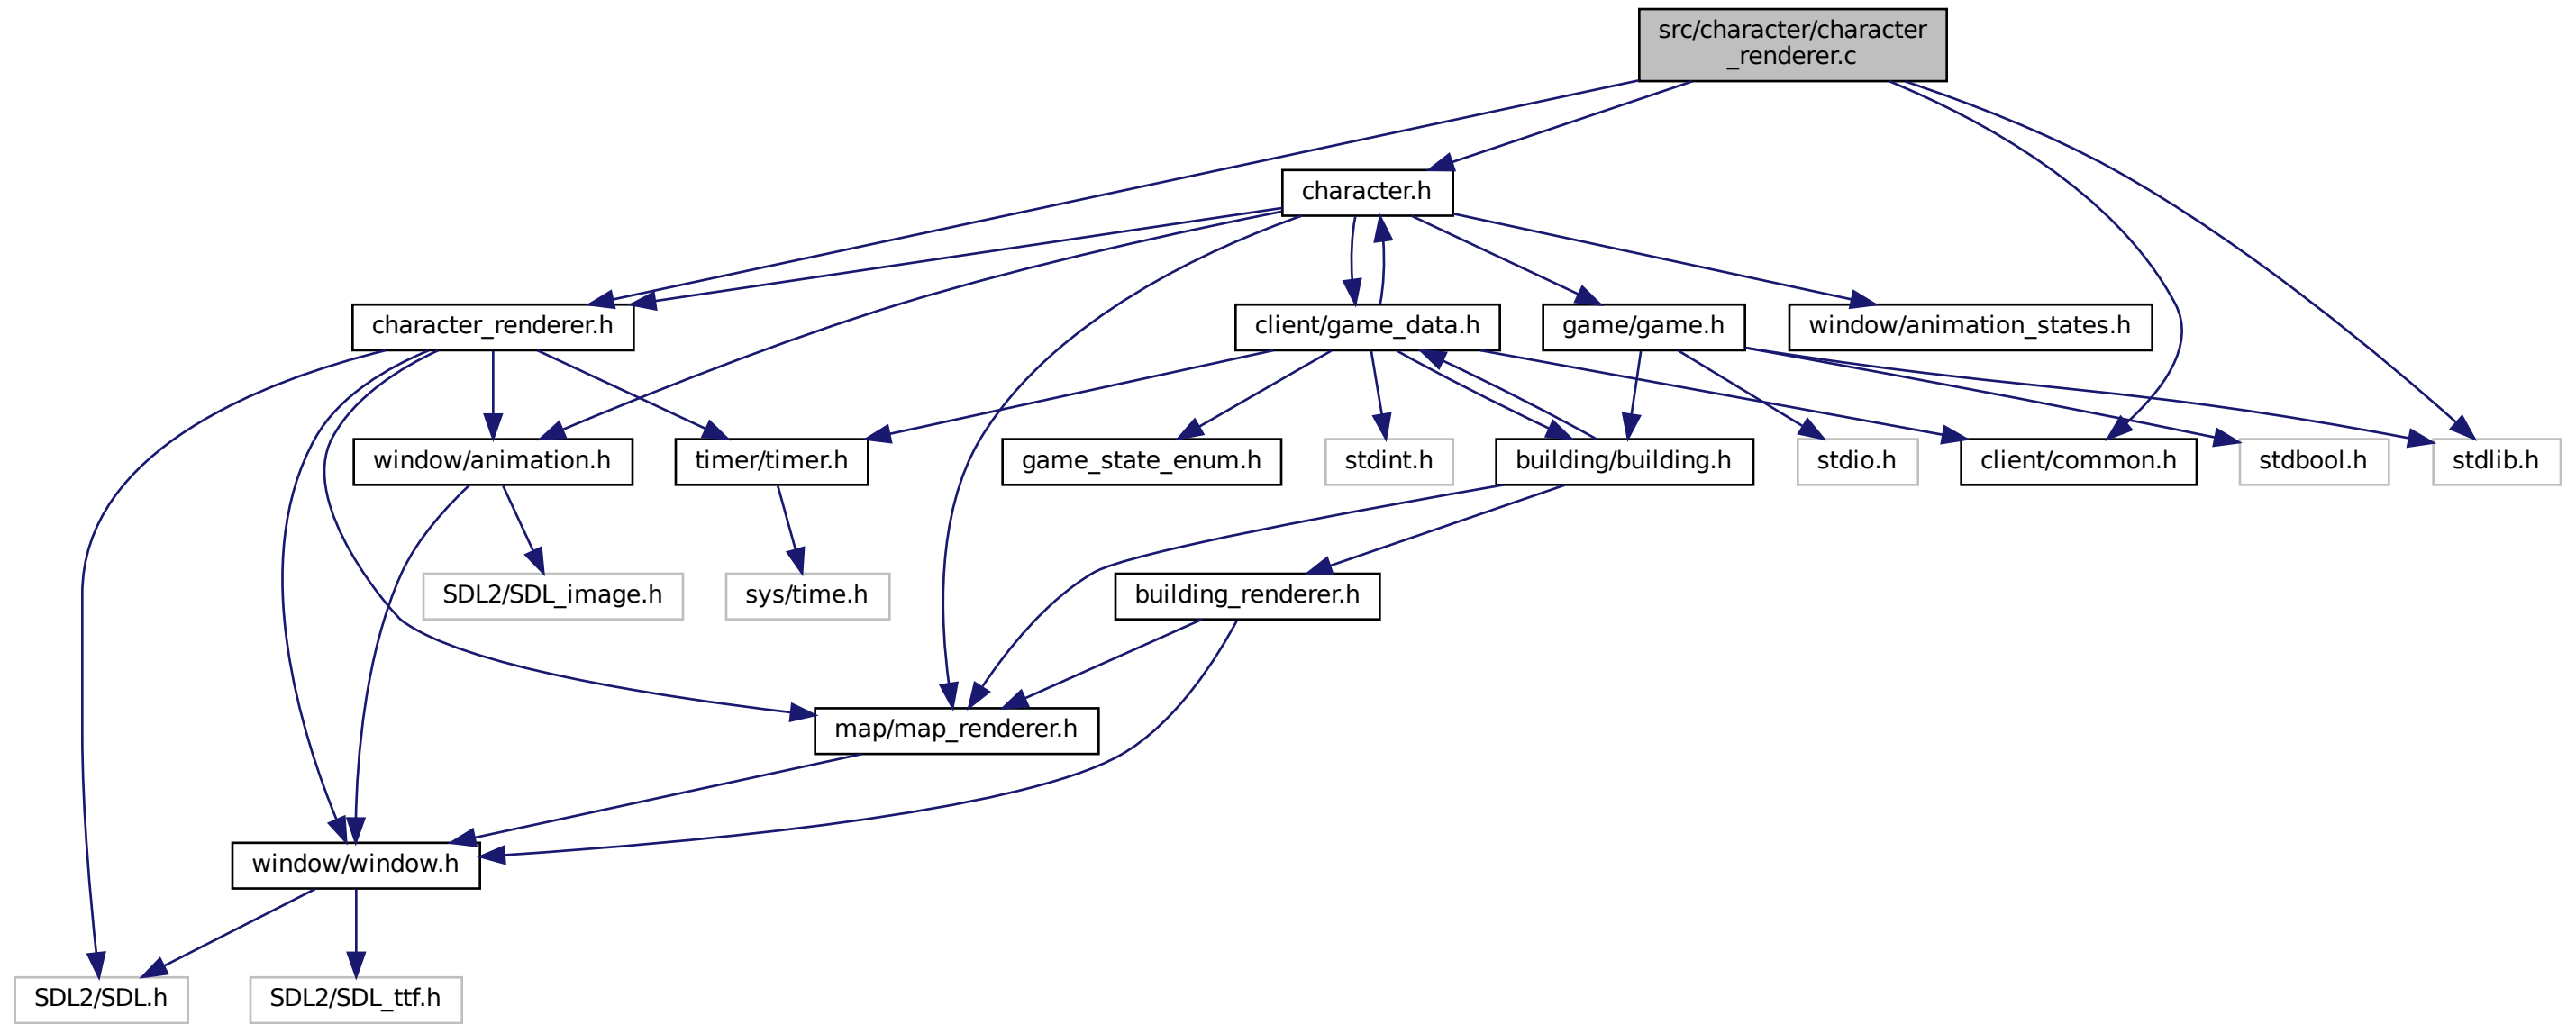 src/character/character
_renderer.c
character.h
character_renderer.h
client/game_data.h
game/game.h
window/animation_states.h
window/animation.h
timer/timer.h
game_state_enum.h
stdint.h
building/building.h
stdio.h
client/common.h
stdbool.h
stdlib.h
SDL2/SDL_image.h
sys/time.h
building_renderer.h
map/map_renderer.h
window/window.h
SDL2/SDL.h
SDL2/SDL_ttf.h